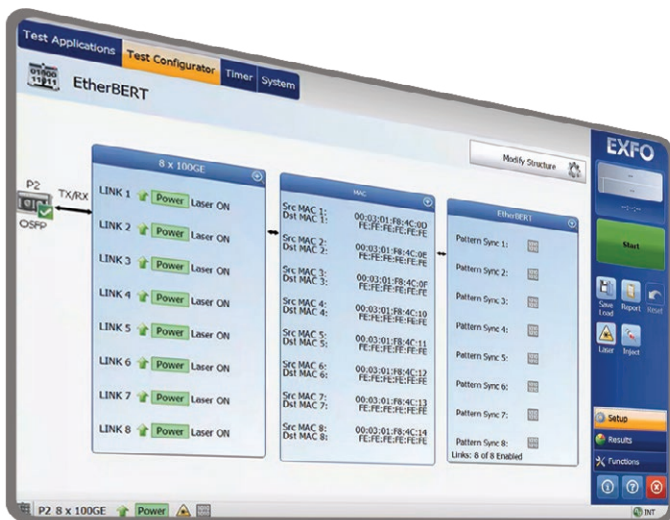 Test Applications
Test Configurator
Timer
System
01000
11011
EtherBERT
Modify Structure
P2
TX/RX
OSFP
8 x 100GE
LINK 1 Power Laser ON
LINK 2 Power Laser ON
LINK 3 Power Laser ON
LINK 4 Power Laser ON
LINK 5 Power Laser ON
LINK 6 Power Laser ON
LINK 7 Power Laser ON
LINK 8 Power Laser ON
MAC
Src MAC 1: 00:03:01:F8:4C:0D
Dst MAC 1: FE:FE:FE:FE:FE:FE
Src MAC 2: 00:03:01:F8:4C:0E
Dst MAC 2: FE:FE:FE:FE:FE:FE
Src MAC 3: 00:03:01:F8:4C:0F
Dst MAC 3: FE:FE:FE:FE:FE:FE
Src MAC 4: 00:03:01:F8:4C:10
Dst MAC 4: FE:FE:FE:FE:FE:FE
Src MAC 5: 00:03:01:F8:4C:11
Dst MAC 5: FE:FE:FE:FE:FE:FE
Src MAC 6: 00:03:01:F8:4C:12
Dst MAC 6: FE:FE:FE:FE:FE:FE
Src MAC 7: 00:03:01:F8:4C:13
Dst MAC 7: FE:FE:FE:FE:FE:FE
Src MAC 8: 00:03:01:F8:4C:14
Dst MAC 8: FE:FE:FE:FE:FE:FE
EtherBERT
Pattern Sync 1:
Pattern Sync 2:
Pattern Sync 3:
Pattern Sync 4:
Pattern Sync 5:
Pattern Sync 6:
Pattern Sync 7:
Pattern Sync 8:
Links: 8 of 8 Enabled
EXFO
--
--
--:--:--
Start
Save
Load
Report
Reset
Laser
Inject
Setup
Results
Functions
P2 8 x 100GE Power
INT